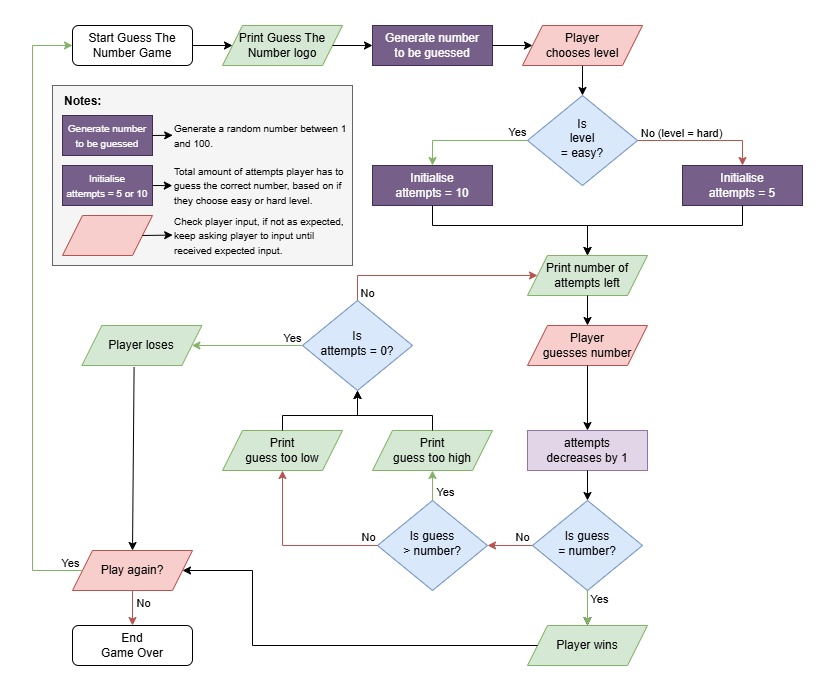 Start Guess The
Number Game
Print Guess The
Number logo
Generate number
to be guessed
Player
chooses level
Notes:
Generate number
to be guessed
Generate a random number between 1
and 100.
Initialise
attempts = 5 or 10
Total amount of attempts player has to
guess the correct number, based on if
they choose easy or hard level.
Check player input, if not as expected,
keep asking player to input until
received expected input.
Is
level
= easy?
Yes
No (level = hard)
Initialise
attempts = 10
Initialise
attempts = 5
Print number of
attempts left
No
Is
attempts = 0?
Yes
Player loses
Player
guesses number
Print
guess too low
Print
guess too high
attempts
decreases by 1
Yes
No
Is guess
> number?
No
Is guess
= number?
Yes
Yes
Play again?
No
End
Game Over
Player wins